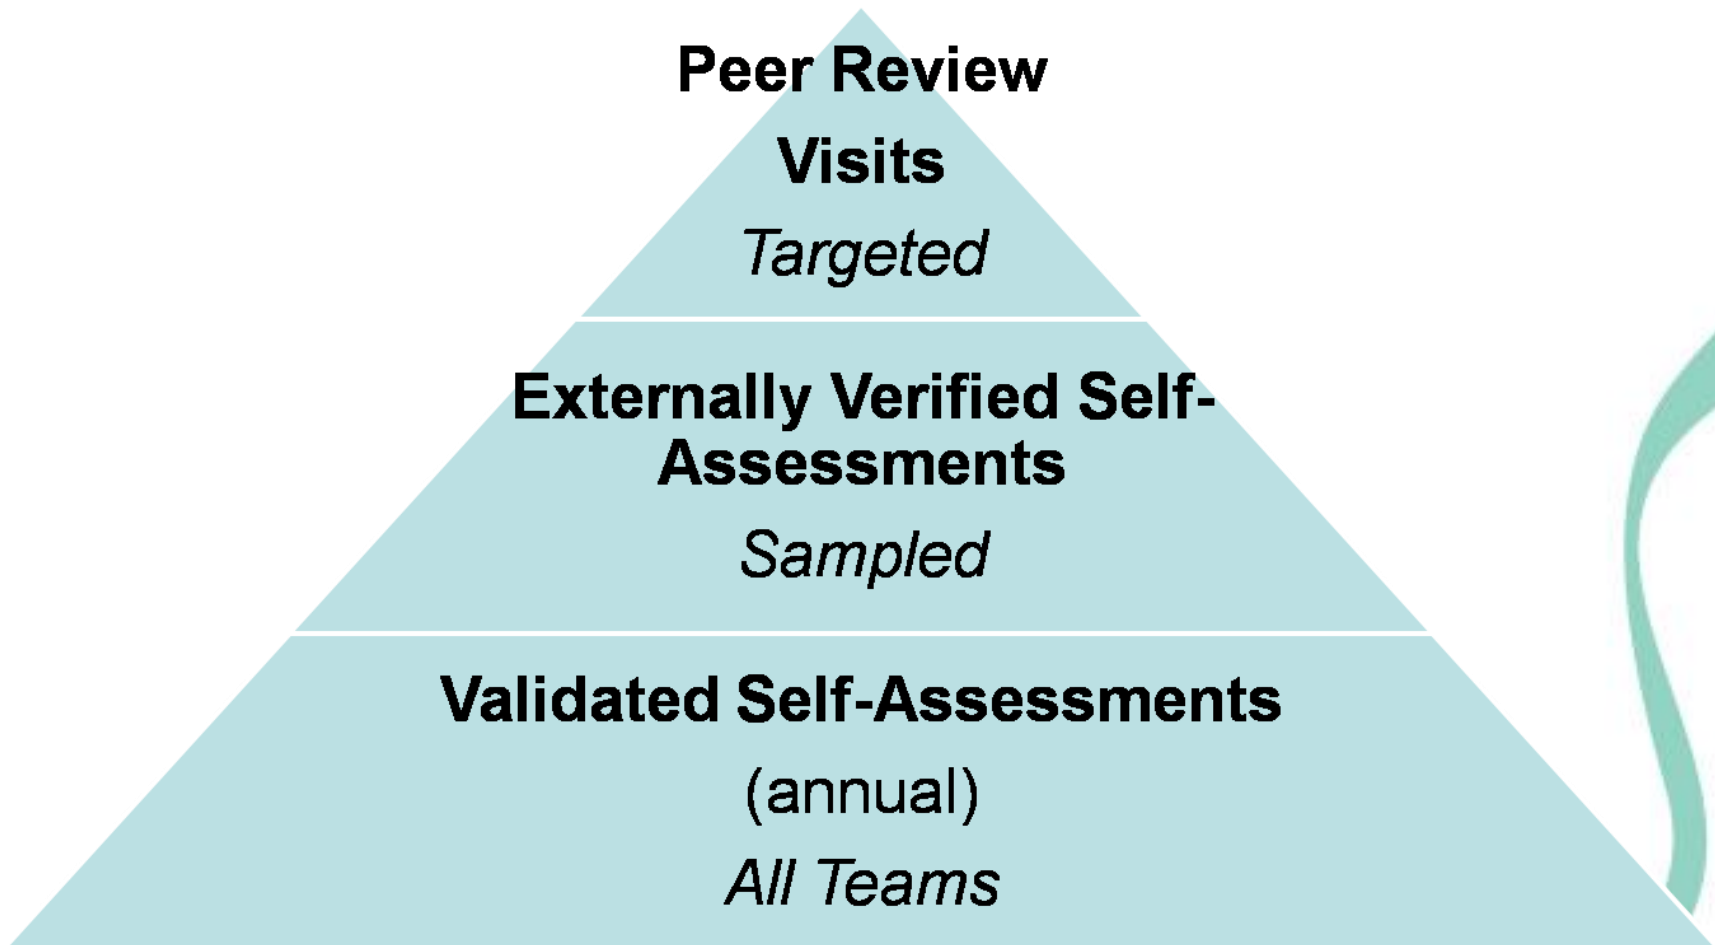 Peer Review
Visits
Targeted
Externally Verified Self-
Assessments
Sampled
Validated Self-Assessments
(annual)
All Teams